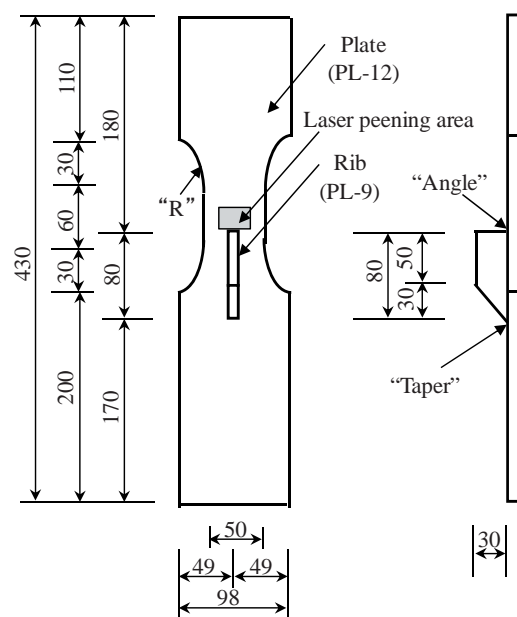 Plate
(PL-12)
Laser peening area
Rib
(PL-9)
“R”
“Angle”
“Taper”
430
110
30
60
30
200
180
80
170
80
50
30
50
49
49
98
30